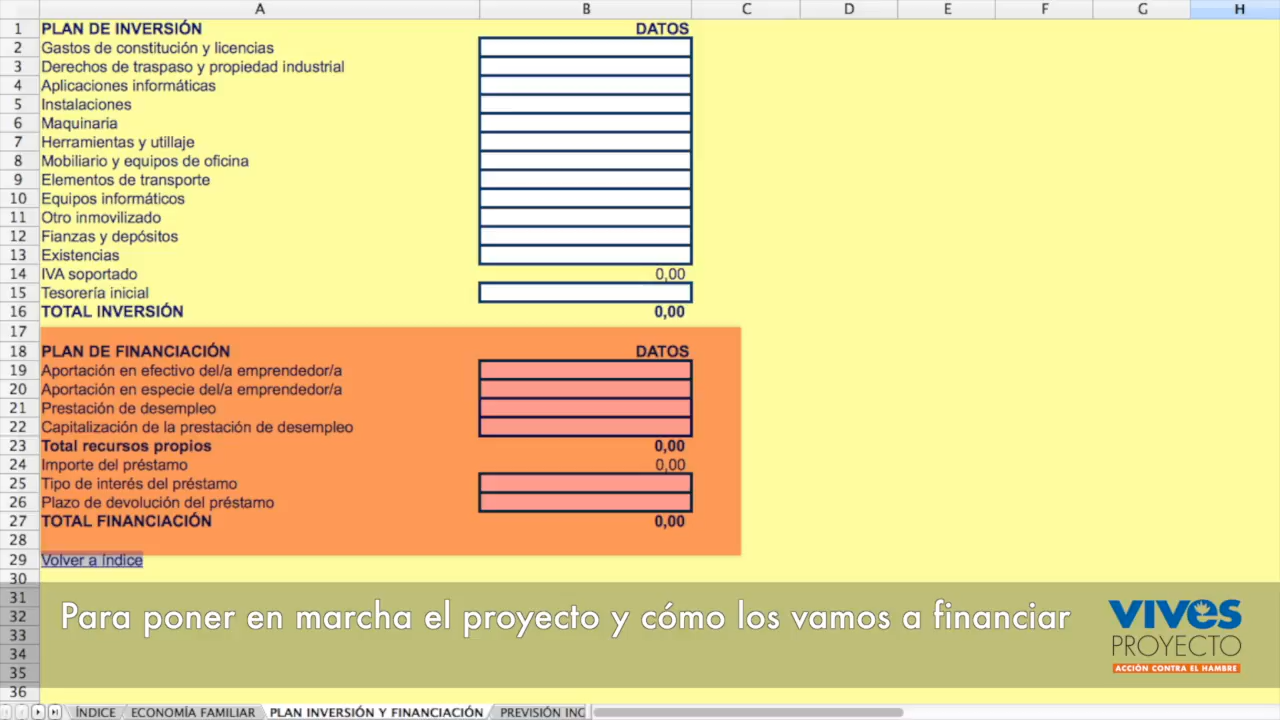 A B C D E F G H
1 PLAN DE INVERSIÓN DATOS
2 Gastos de constitución y licencias
3 Derechos de traspaso y propiedad industrial
4 Aplicaciones informáticas
5 Instalaciones
6 Maquinaria
7 Herramientas y utillaje
8 Mobiliario y equipos de oficina
9 Elementos de transporte
10 Equipos informáticos
11 Otro inmovilizado
12 Fianzas y depósitos
13 Existencias
14 IVA soportado 0,00
15 Tesorería inicial
16 TOTAL INVERSIÓN 0,00
17
18 PLAN DE FINANCIACIÓN DATOS
19 Aportación en efectivo del/a emprendedor/a
20 Aportación en especie del/a emprendedor/a
21 Prestación de desempleo
22 Capitalización de la prestación de desempleo
23 Total recursos propios 0,00
24 Importe del préstamo 0,00
25 Tipo de interés del préstamo
26 Plazo de devolución del préstamo
27 TOTAL FINANCIACIÓN 0,00
28
29 Volver a índice
30
31
32
33
34
35
36
Para poner en marcha el proyecto y cómo los vamos a financiar
VIVES
PROYECTO
ACCIÓN CONTRA EL HAMBRE
ÍNDICE ECONOMÍA FAMILIAR PLAN INVERSIÓN Y FINANCIACIÓN PREVISIÓN ING